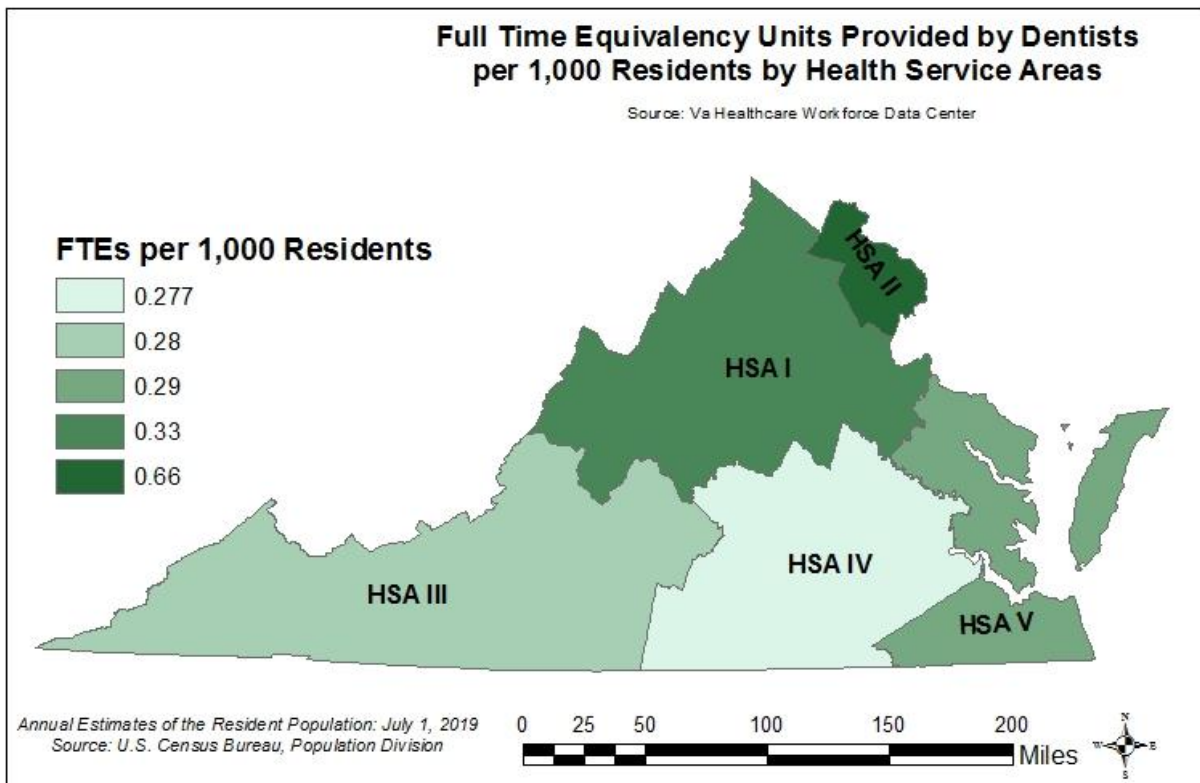 Full Time Equivalency Units Provided by Dentists
per 1,000 Residents by Health Service Areas
Source: Va Healthcare Workforce Data Center
FTEs per 1,000 Residents
0.277
0.28
0.29
0.33
0.66
HSA II
HSA I
HSA IV
HSA III
HSA V
Annual Estimates of the Resident Population: July 1, 2019
Source: U.S. Census Bureau, Population Division
0 25 50 100 150 200
Miles
N
W E
S